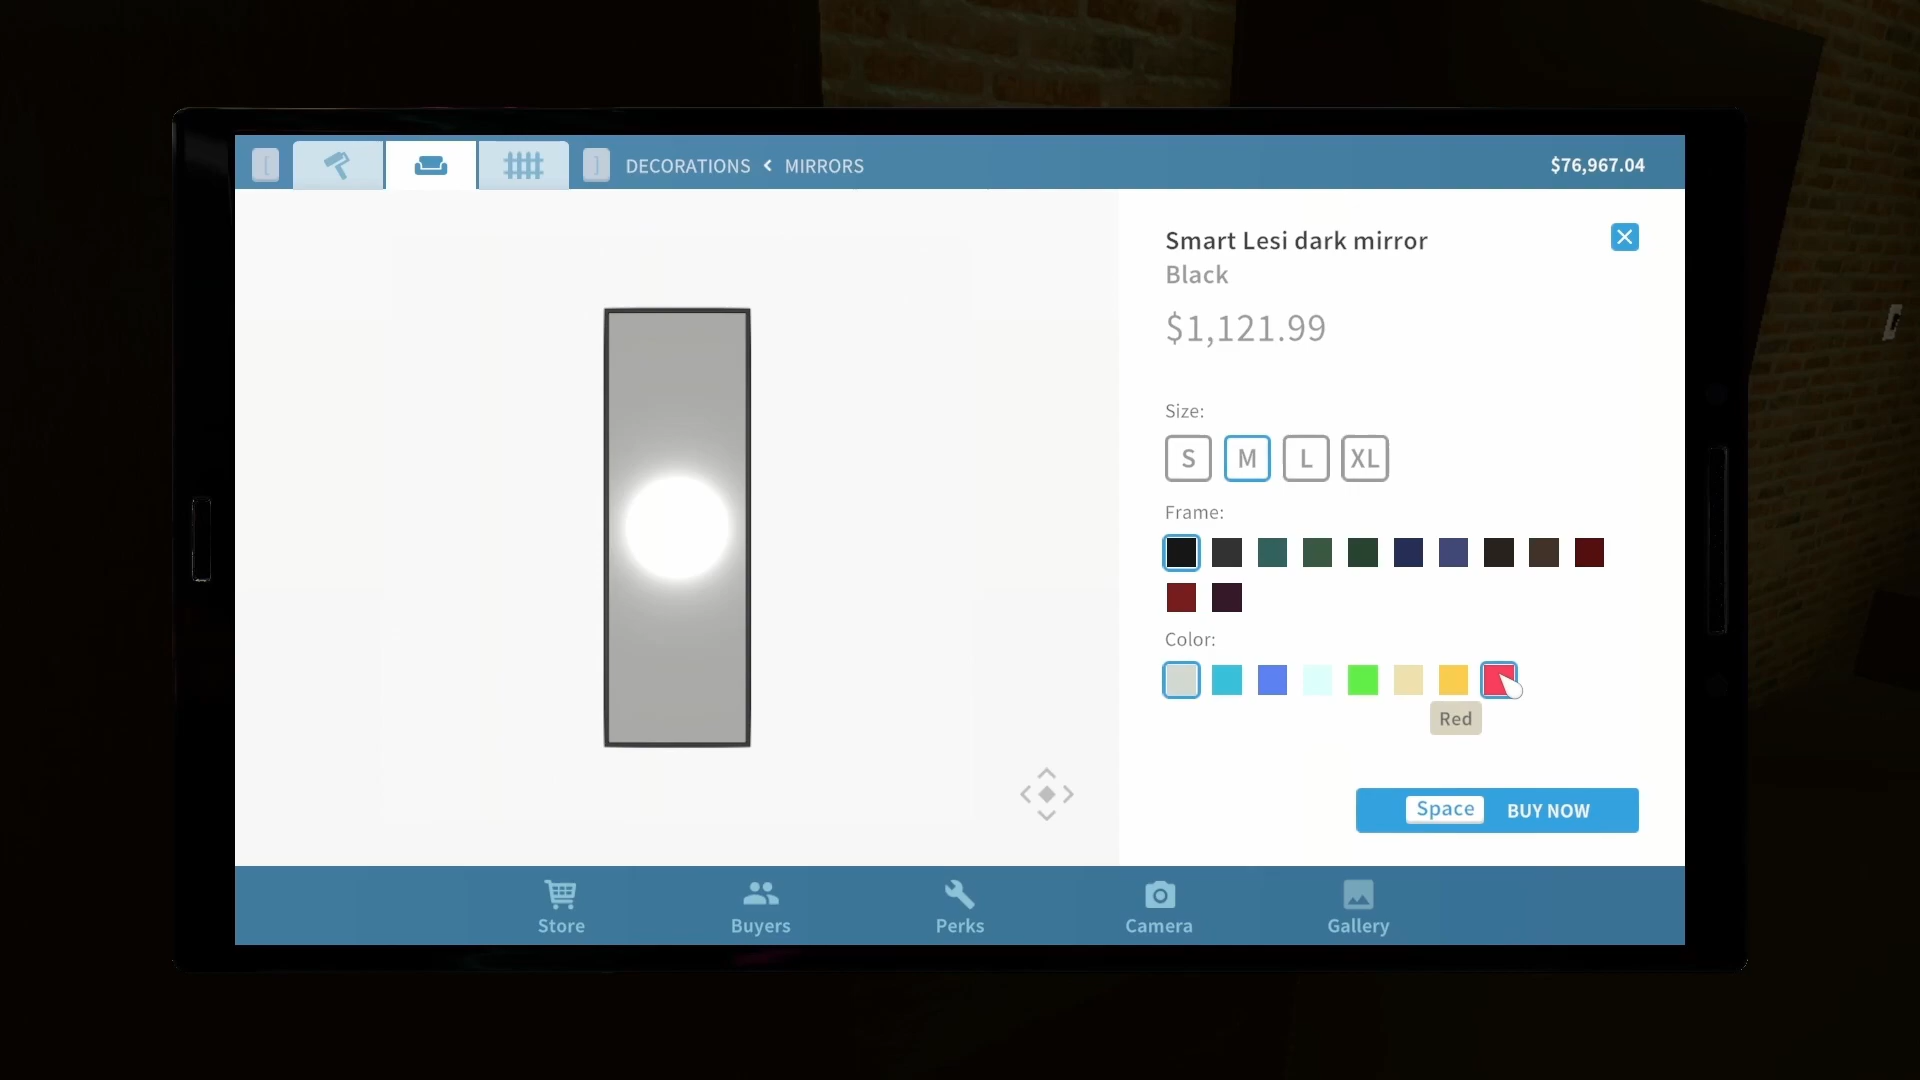 [
]
DECORATIONS < MIRRORS
$76,967.04
Smart Lesi dark mirror
Black
$1,121.99
Size:
S M L XL
Frame:
Color:
Red
Space BUY NOW
Store
Buyers
Perks
Camera
Gallery